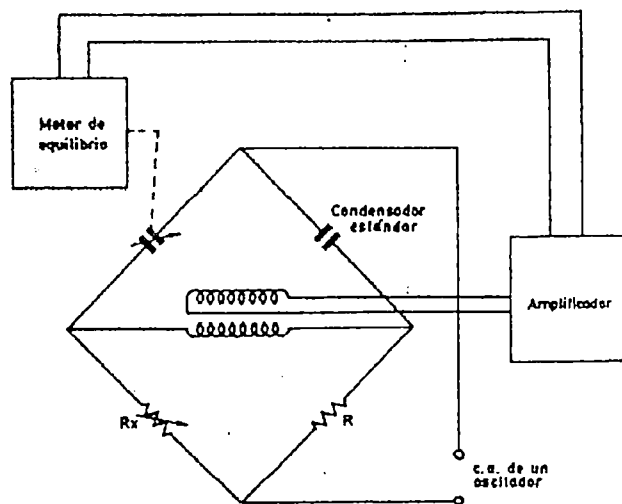 Motor de
equilibrio
Condensador
estándar
Amplificador
Rx
R
c.a. de un
oscilador